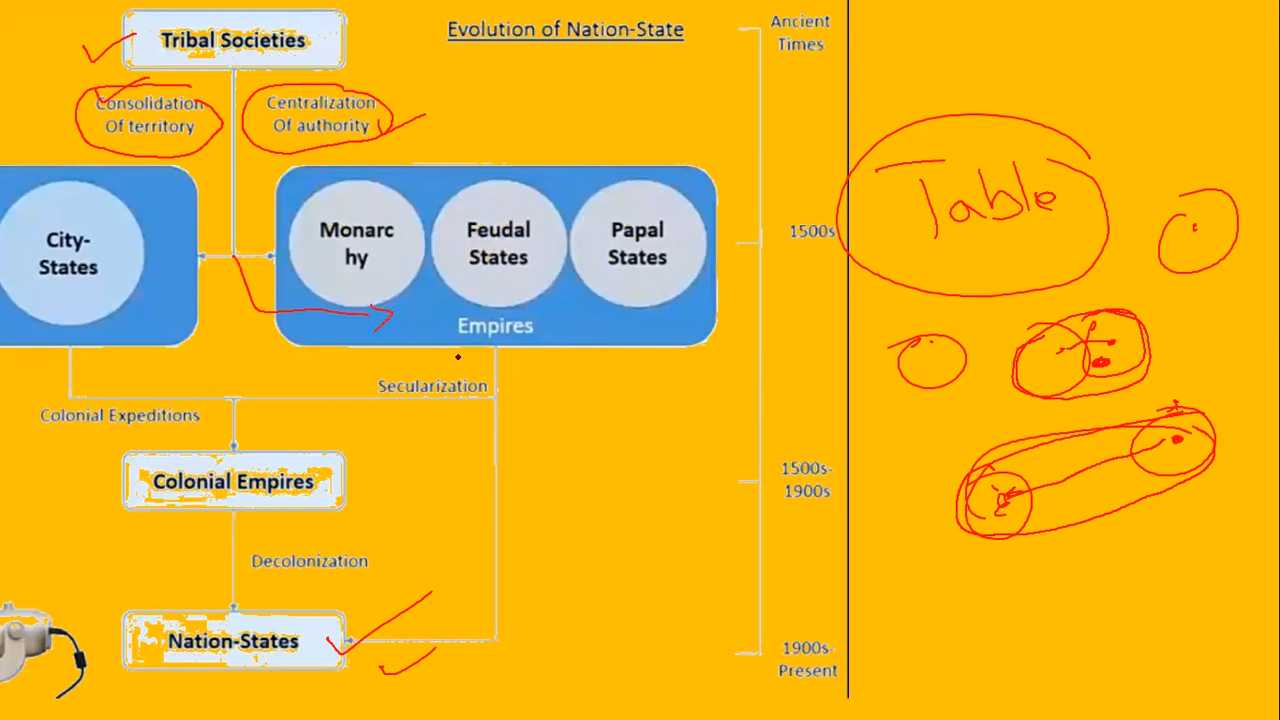 Tribal Societies
Evolution of Nation-State
Ancient
Times
Consolidation
Of territory
Centralization
Of authority
Table
City-
States
Monarc
hy
Feudal
States
Papal
States
1500s
Empires
Secularization
Colonial Expeditions
Colonial Empires
1500s-
1900s
Decolonization
Nation-States
1900s-
Present